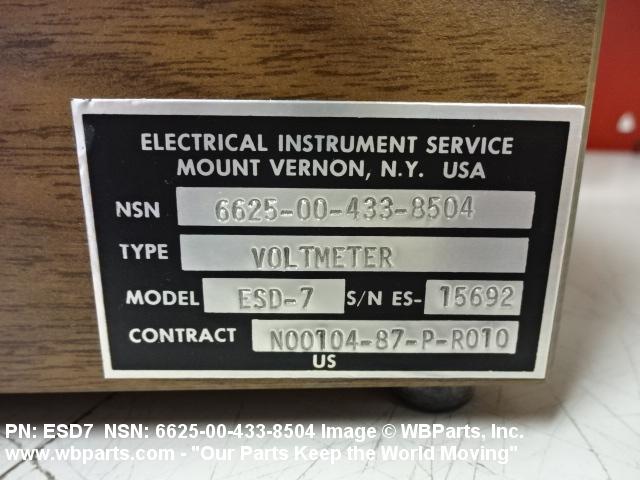 ELECTRICAL INSTRUMENT SERVICE
MOUNT VERNON, N.Y. USA
NSN 6625-00-433-8504
TYPE VOLTMETER
MODEL ESD-7 S/N ES- 15692
CONTRACT N00104-87-P-R010
US
PN: ESD7 NSN: 6625-00-433-8504 Image © WBParts, Inc.
www.wbparts.com - "Our Parts Keep the World Moving"